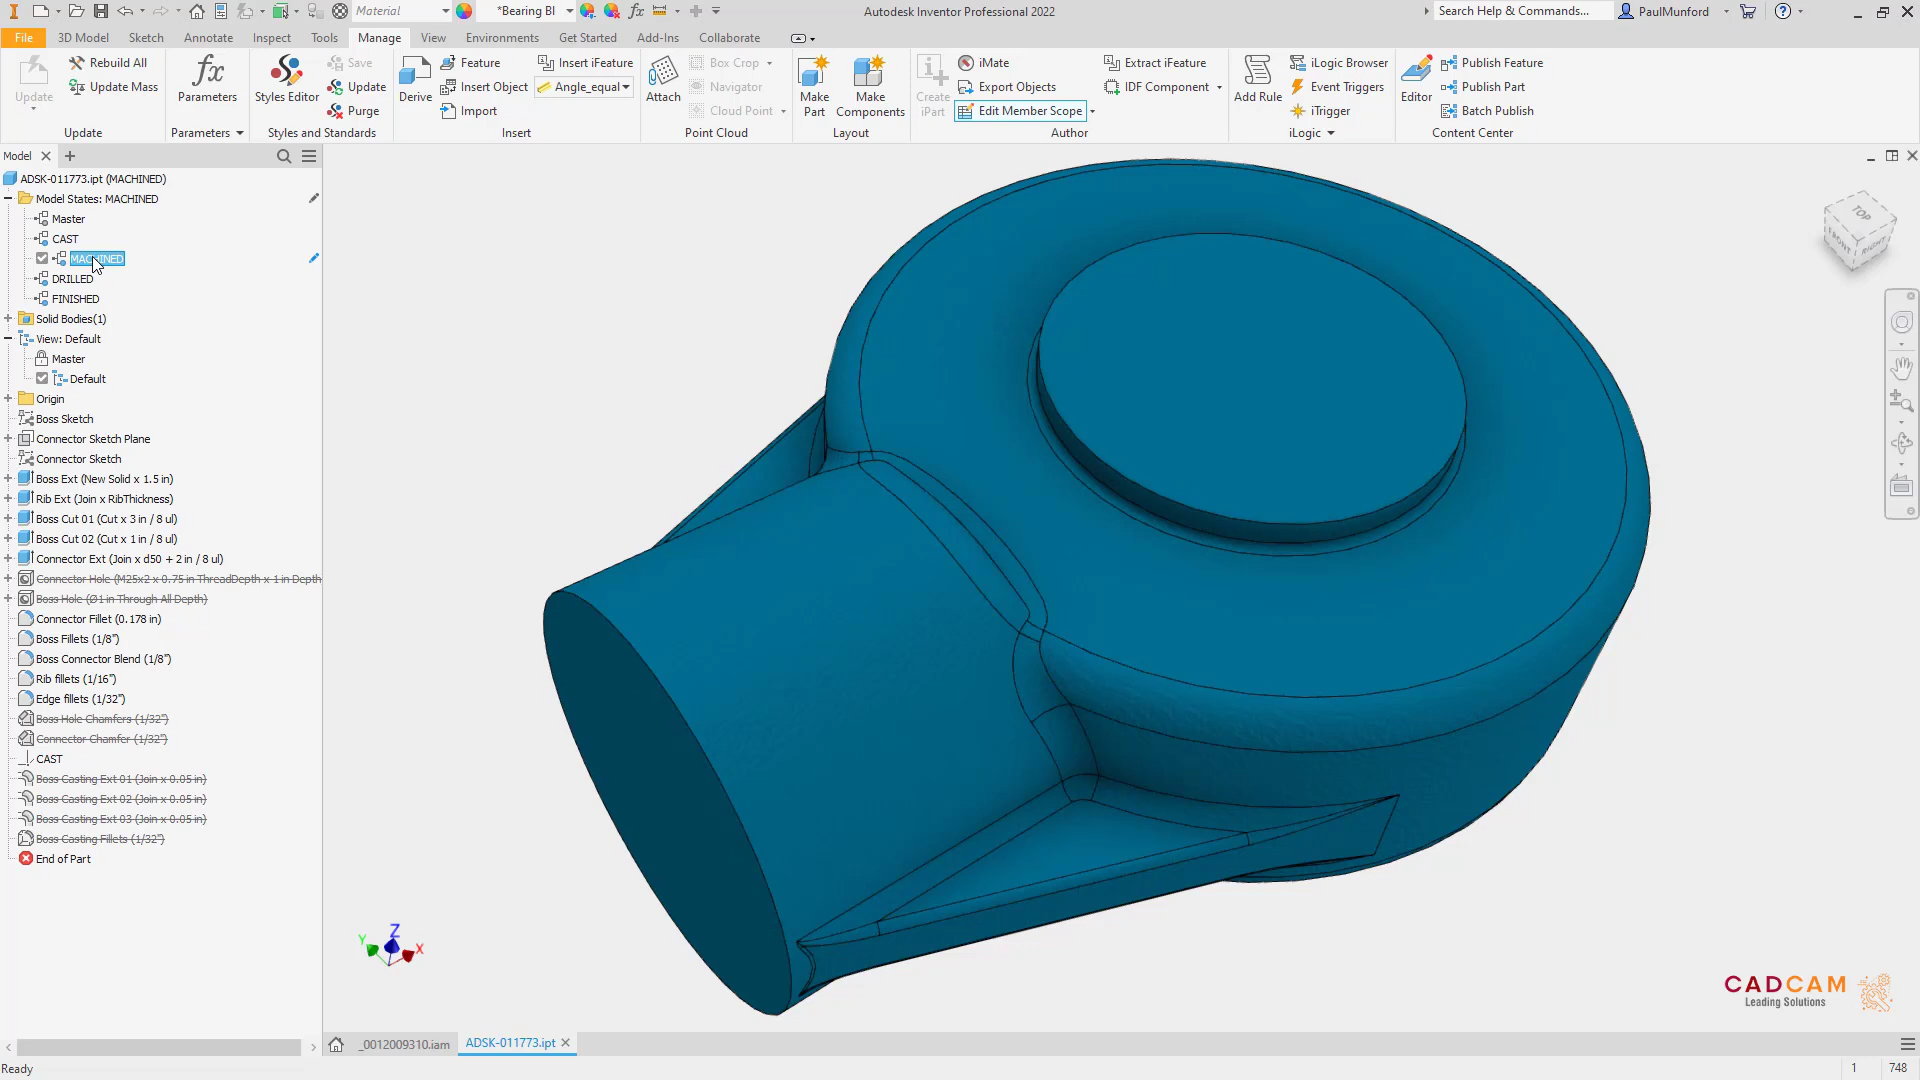 Material
*Bearing Bl
Autodesk Inventor Professional 2022
Search Help & Commands...
PaulMunford
File
3D Model
Sketch
Annotate
Inspect
Tools
Manage
View
Environments
Get Started
Add-Ins
Collaborate
Update
Rebuild All
Update Mass
Update
Parameters
Parameters
Styles Editor
Save
Update
Purge
Styles and Standards
Derive
Feature
Insert Object
Import
Insert iFeature
Angle_equal
Insert
Attach
Box Crop
Navigator
Cloud Point
Point Cloud
Make Part
Make Components
Layout
Create iPart
iMate
Export Objects
Edit Member Scope
Extract iFeature
IDF Component
Author
Add Rule
iLogic Browser
Event Triggers
iTrigger
iLogic
Editor
Publish Feature
Publish Part
Batch Publish
Content Center
Model
ADSK-011773.ipt (MACHINED)
Model States: MACHINED
Master
CAST
MACHINED
DRILLED
FINISHED
Solid Bodies(1)
View: Default
Master
Default
Origin
Boss Sketch
Connector Sketch Plane
Connector Sketch
Boss Ext (New Solid x 1.5 in)
Rib Ext (Join x RibThickness)
Boss Cut 01 (Cut x 3 in / 8 ul)
Boss Cut 02 (Cut x 1 in / 8 ul)
Connector Ext (Join x d50 + 2 in / 8 ul)
Connector Hole (M25x2 x 0.75 in ThreadDepth x 1 in Depth
Boss Hole (Ø1 in Through All Depth)
Connector Fillet (0.178 in)
Boss Fillets (1/8")
Boss Connector Blend (1/8")
Rib fillets (1/16")
Edge fillets (1/32")
Boss Hole Chamfers (1/32")
Connector Chamfer (1/32")
CAST
Boss Casting Ext 01 (Join x 0.05 in)
Boss Casting Ext 02 (Join x 0.05 in)
Boss Casting Ext 03 (Join x 0.05 in)
Boss Casting Fillets (1/32")
End of Part
TOP
FRONT
RIGHT
Z
Y
X
CADCAM
Leading Solutions
_0012009310.iam
ADSK-011773.ipt
Ready
1
748